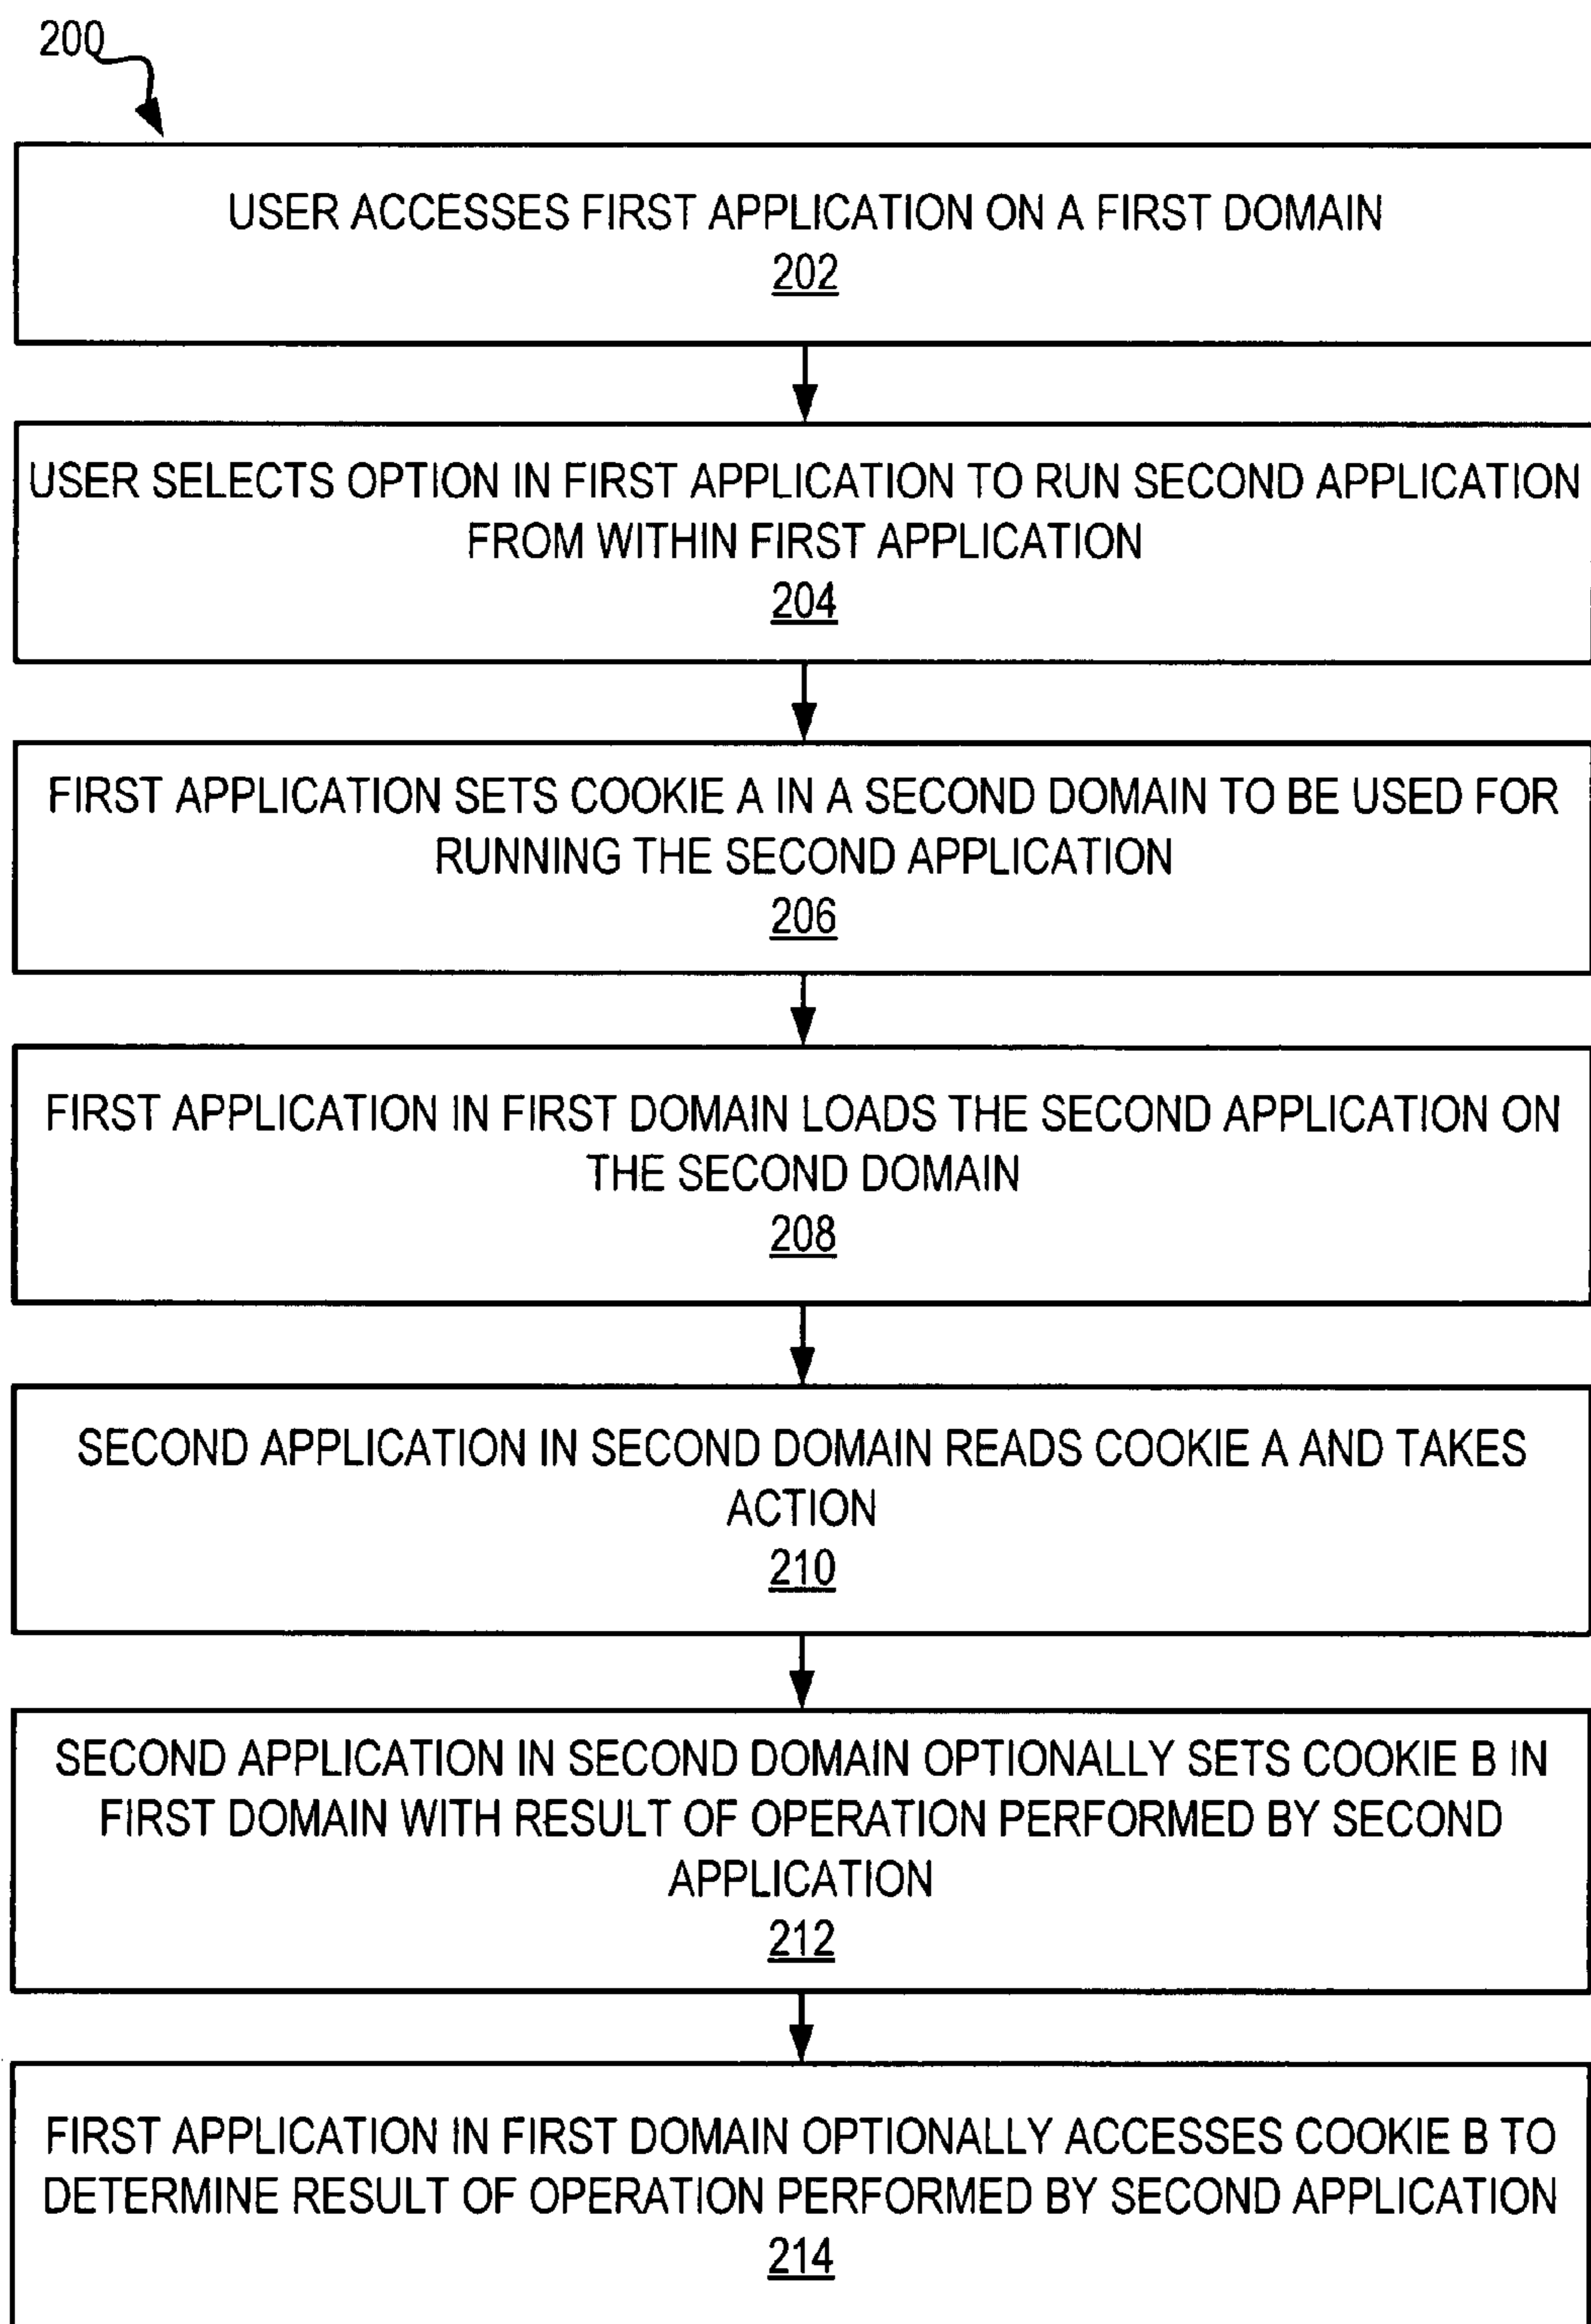 200
USER ACCESSES FIRST APPLICATION ON A FIRST DOMAIN
202
USER SELECTS OPTION IN FIRST APPLICATION TO RUN SECOND APPLICATION
FROM WITHIN FIRST APPLICATION
204
FIRST APPLICATION SETS COOKIE A IN A SECOND DOMAIN TO BE USED FOR
RUNNING THE SECOND APPLICATION
206
FIRST APPLICATION IN FIRST DOMAIN LOADS THE SECOND APPLICATION ON
THE SECOND DOMAIN
208
SECOND APPLICATION IN SECOND DOMAIN READS COOKIE A AND TAKES
ACTION
210
SECOND APPLICATION IN SECOND DOMAIN OPTIONALLY SETS COOKIE B IN
FIRST DOMAIN WITH RESULT OF OPERATION PERFORMED BY SECOND
APPLICATION
212
FIRST APPLICATION IN FIRST DOMAIN OPTIONALLY ACCESSES COOKIE B TO
DETERMINE RESULT OF OPERATION PERFORMED BY SECOND APPLICATION
214